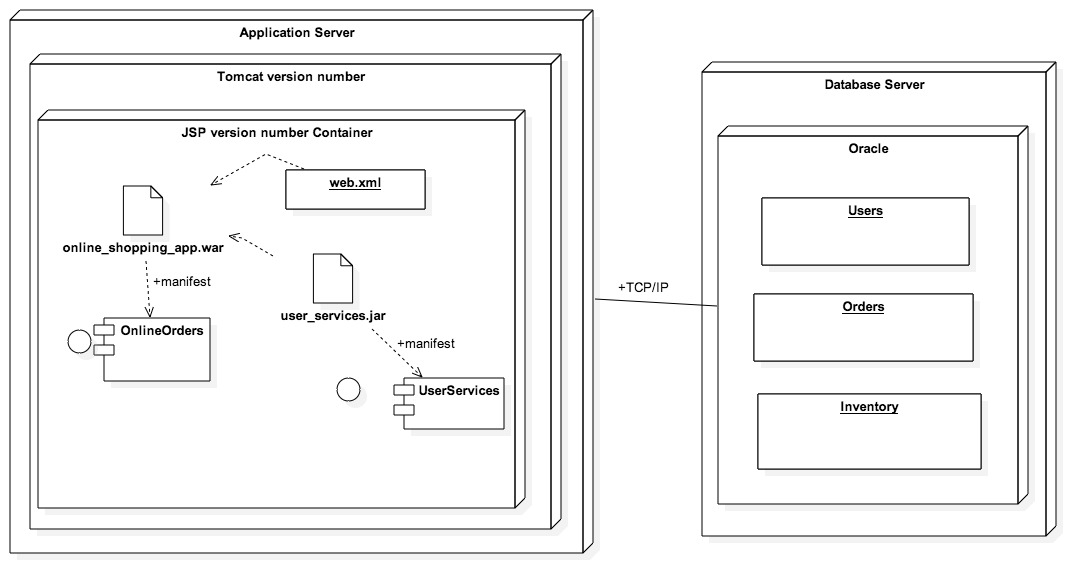 Application Server
Tomcat version number
JSP version number Container
web.xml
online_shopping_app.war
+manifest
user_services.jar
OnlineOrders
+manifest
UserServices
+TCP/IP
Database Server
Oracle
Users
Orders
Inventory